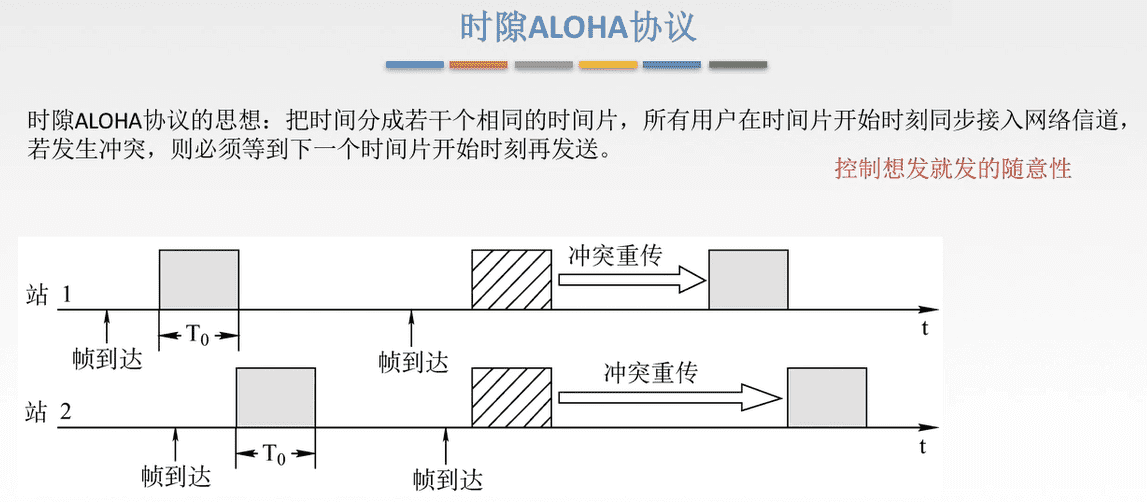 时隙ALOHA协议
时隙ALOHA协议的思想：把时间分成若干个相同的时间片，所有用户在时间片开始时刻同步接入网络信道，
若发生冲突，则必须等到下一个时间片开始时刻再发送。
控制想发就发的随意性
冲突重传
站 1
t
T0
帧到达
帧到达
冲突重传
站 2
t
T0
帧到达
帧到达